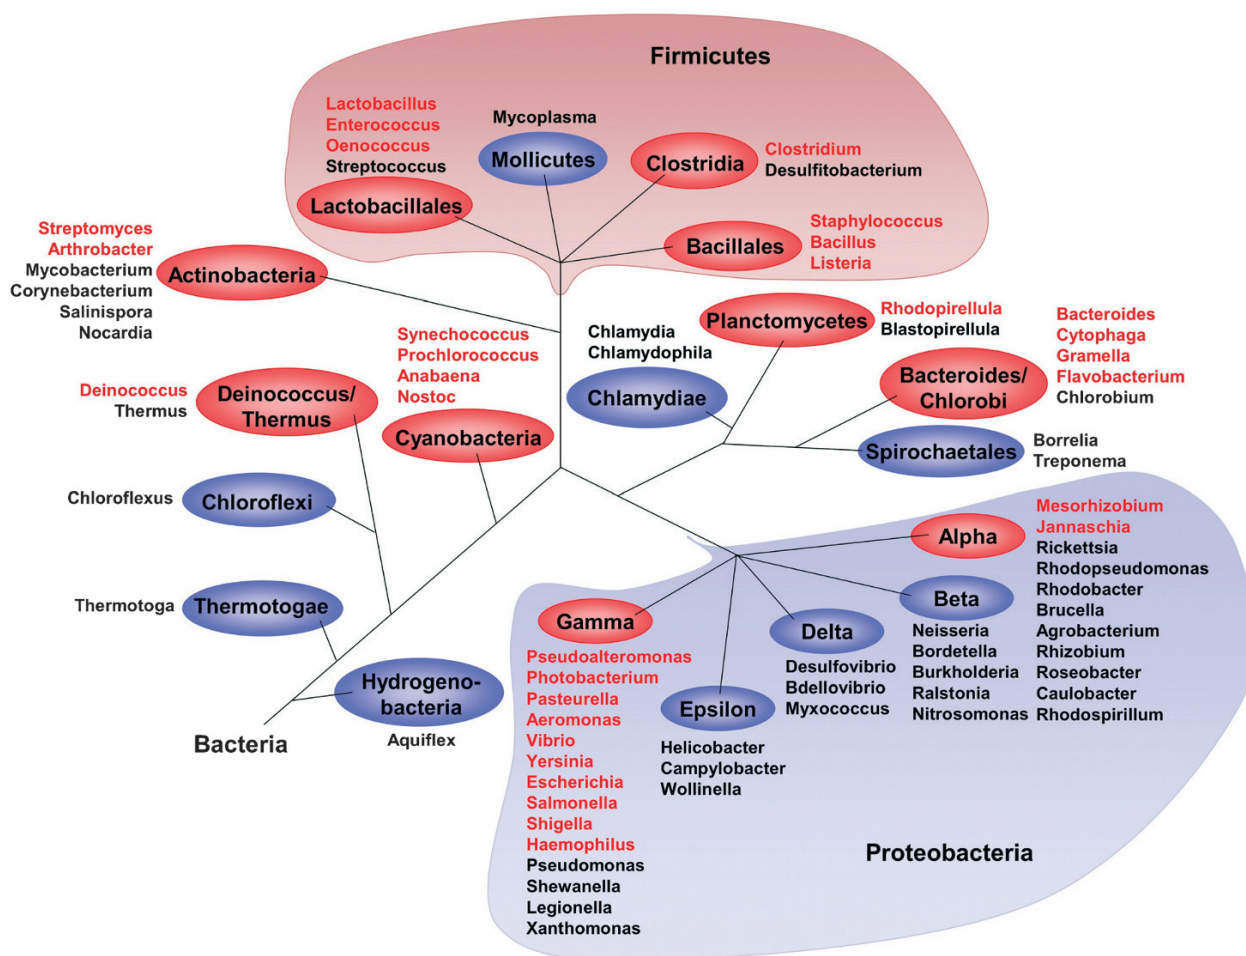 Firmicutes
Lactobacillus
Enterococcus
Oenococcus
Streptococcus
Lactobacillales
Mycoplasma
Mollicutes
Clostridia
Clostridium
Desulfitobacterium
Bacillales
Staphylococcus
Bacillus
Listeria
Streptomyces
Arthrobacter
Mycobacterium
Corynebacterium
Salinispora
Nocardia
Actinobacteria
Synechococcus
Prochlorococcus
Anabaena
Nostoc
Cyanobacteria
Chlamydia
Chlamydophila
Chlamydiae
Planctomycetes
Rhodopirellula
Blastopirellula
Bacteroides
Cytophaga
Gramella
Flavobacterium
Chlorobium
Bacteroides/
Chlorobi
Spirochaetales
Borrelia
Treponema
Deinococcus
Thermus
Deinococcus/
Thermus
Chloroflexus
Chloroflexi
Thermotoga
Thermotogae
Hydrogeno-
bacteria
Aquiflex
Bacteria
Alpha
Mesorhizobium
Jannaschia
Rickettsia
Rhodopseudomonas
Rhodobacter
Brucella
Agrobacterium
Rhizobium
Roseobacter
Caulobacter
Rhodospirillum
Beta
Neisseria
Bordetella
Burkholderia
Ralstonia
Nitrosomonas
Delta
Desulfovibrio
Bdellovibrio
Myxococcus
Epsilon
Helicobacter
Campylobacter
Wollinella
Gamma
Pseudoalteromonas
Photobacterium
Pasteurella
Aeromonas
Vibrio
Yersinia
Escherichia
Salmonella
Shigella
Haemophilus
Pseudomonas
Shewanella
Legionella
Xanthomonas
Proteobacteria